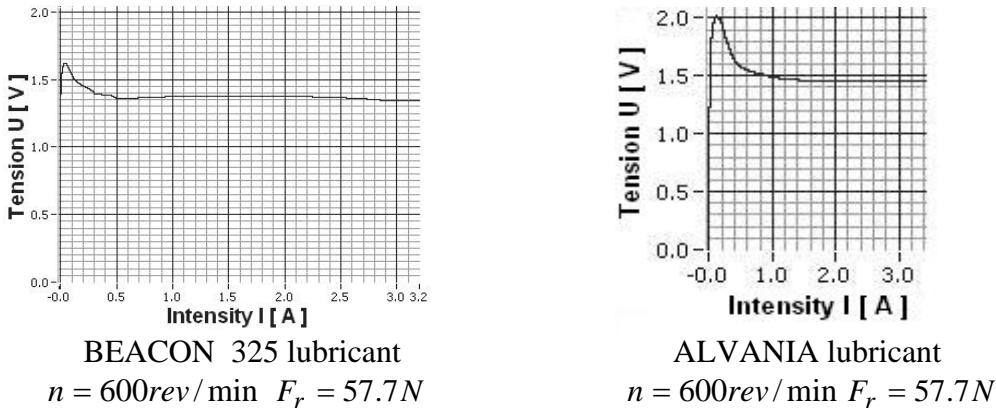 2.0
1.5
1.0
0.5
0.0
Tension U [ V ]
-0.0 0.5 1.0 1.5 2.0 2.5 3.0 3.2
Intensity I [ A ]
BEACON 325 lubricant
n = 600rev / min F_r = 57.7N
2.0
1.5
1.0
0.5
0.0
Tension U [ V ]
-0.0 1.0 2.0 3.0
Intensity I [ A ]
ALVANIA lubricant
n = 600rev / min F_r = 57.7N